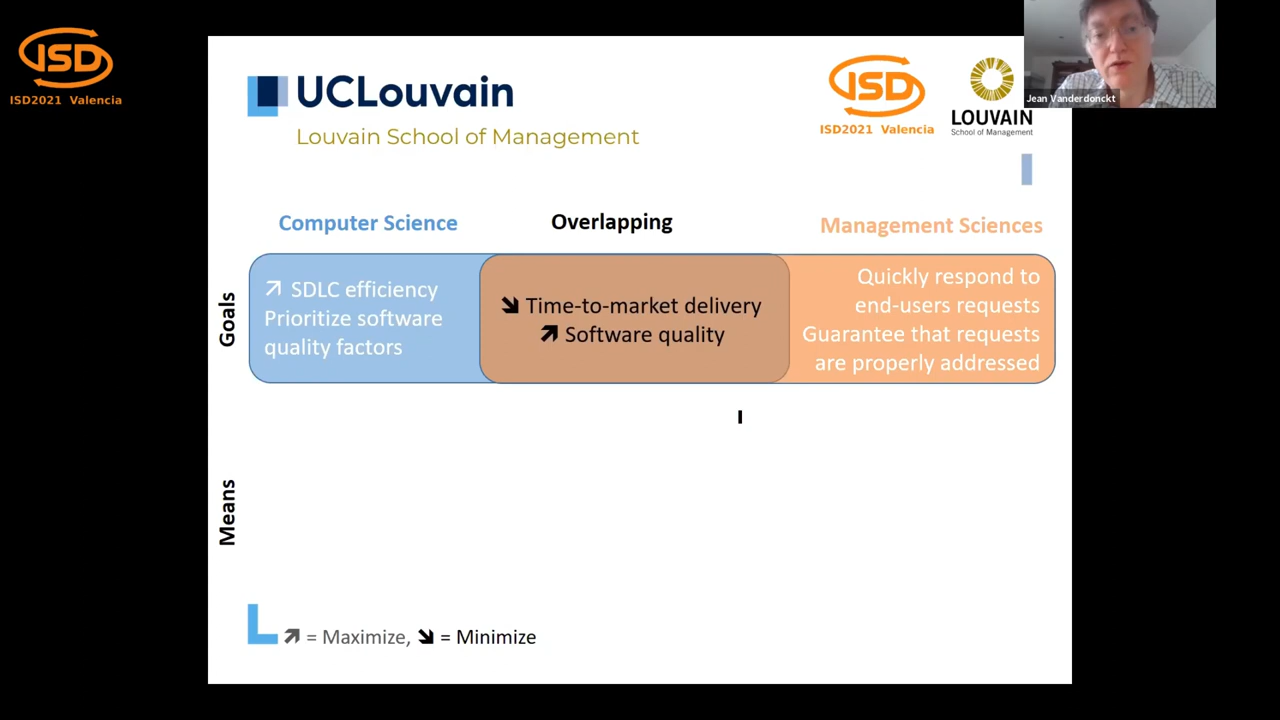 ISD
ISD2021 Valencia
UCLouvain
Louvain School of Management
ISD
ISD2021 Valencia
LOUVAIN
School of Management
Jean Vanderdonckt
Computer Science
Overlapping
Management Sciences
Goals
↗ SDLC efficiency
Prioritize software
quality factors
↘ Time-to-market delivery
↗ Software quality
Quickly respond to
end-users requests
Guarantee that requests
are properly addressed
Means
↗ = Maximize, ↘ = Minimize